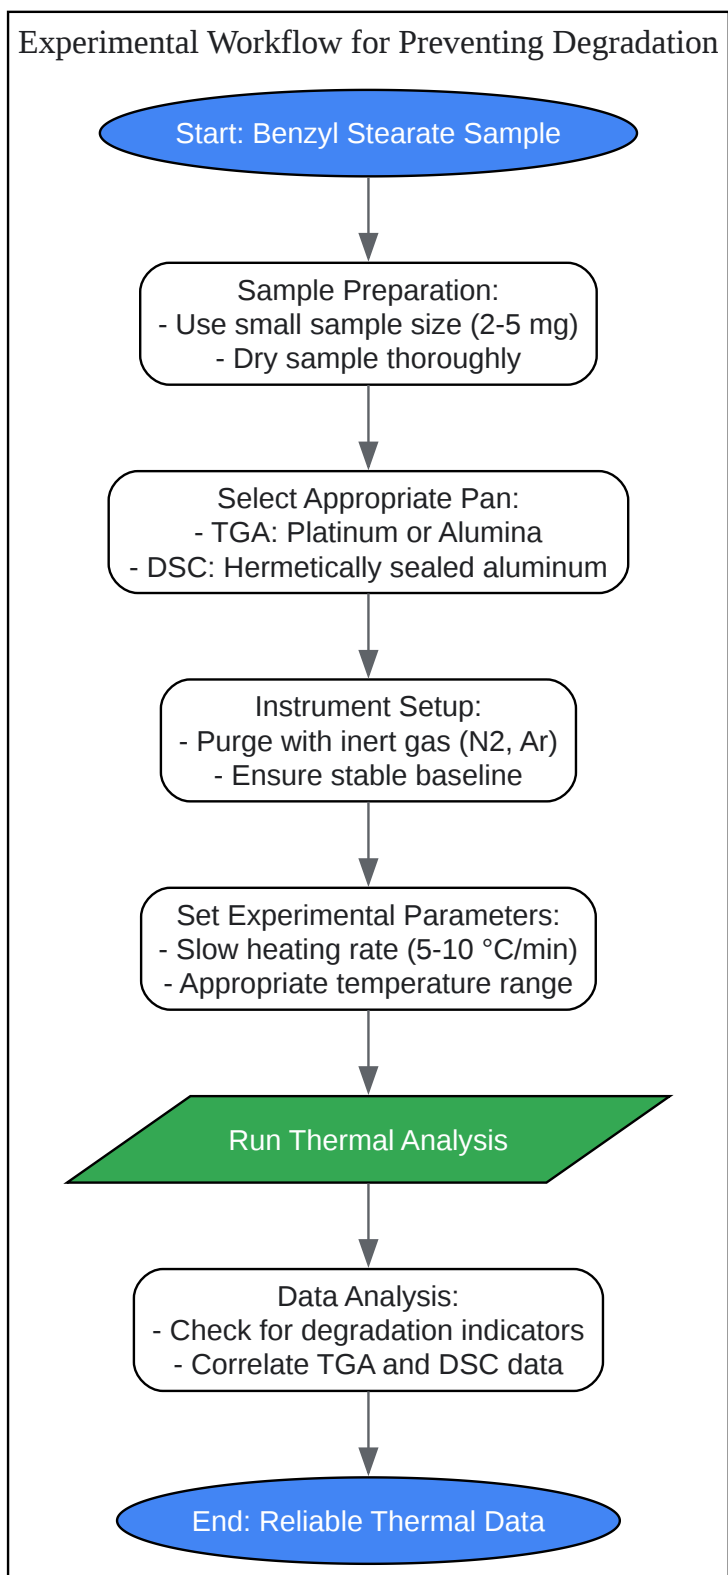 Experimental Workflow for Preventing Degradation
Start: Benzyl Stearate Sample
Sample Preparation:
- Use small sample size (2-5 mg)
- Dry sample thoroughly
Select Appropriate Pan:
- TGA: Platinum or Alumina
- DSC: Hermetically sealed aluminum
Instrument Setup:
- Purge with inert gas (N2, Ar)
- Ensure stable baseline
Set Experimental Parameters:
- Slow heating rate (5-10 °C/min)
- Appropriate temperature range
Run Thermal Analysis
Data Analysis:
- Check for degradation indicators
- Correlate TGA and DSC data
End: Reliable Thermal Data